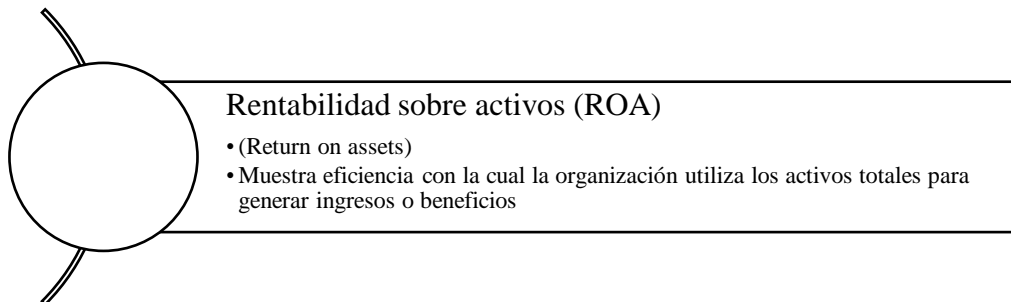 Rentabilidad sobre activos (ROA)
• (Return on assets)
• Muestra eficiencia con la cual la organización utiliza los activos totales para
generar ingresos o beneficios